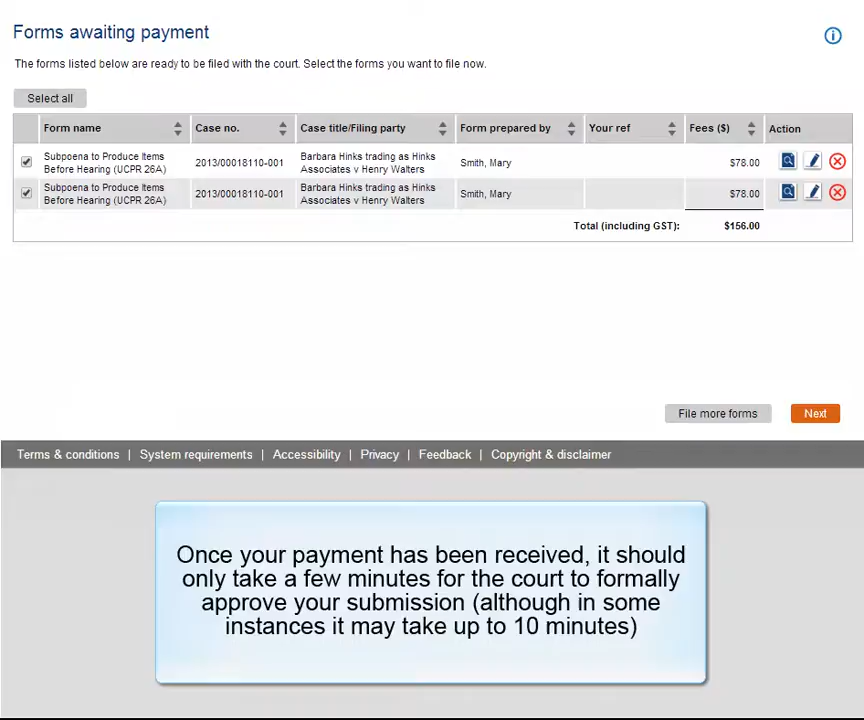 Forms awaiting payment
The forms listed below are ready to be filed with the court. Select the forms you want to file now.
Select all
Form name Case no. Case title/Filing party Form prepared by Your ref Fees ($) Action
Subpoena to Produce Items Before Hearing (UCPR 26A) 2013/00018110-001 Barbara Hinks trading as Hinks Associates v Henry Walters Smith, Mary $78.00
Subpoena to Produce Items Before Hearing (UCPR 26A) 2013/00018110-001 Barbara Hinks trading as Hinks Associates v Henry Walters Smith, Mary $78.00
Total (including GST): $156.00
File more forms Next
Terms & conditions | System requirements | Accessibility | Privacy | Feedback | Copyright & disclaimer
Once your payment has been received, it should
only take a few minutes for the court to formally
approve your submission (although in some
instances it may take up to 10 minutes)